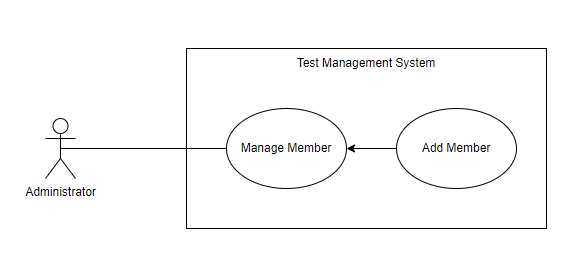 Test Management System
Manage Member
Add Member
Administrator